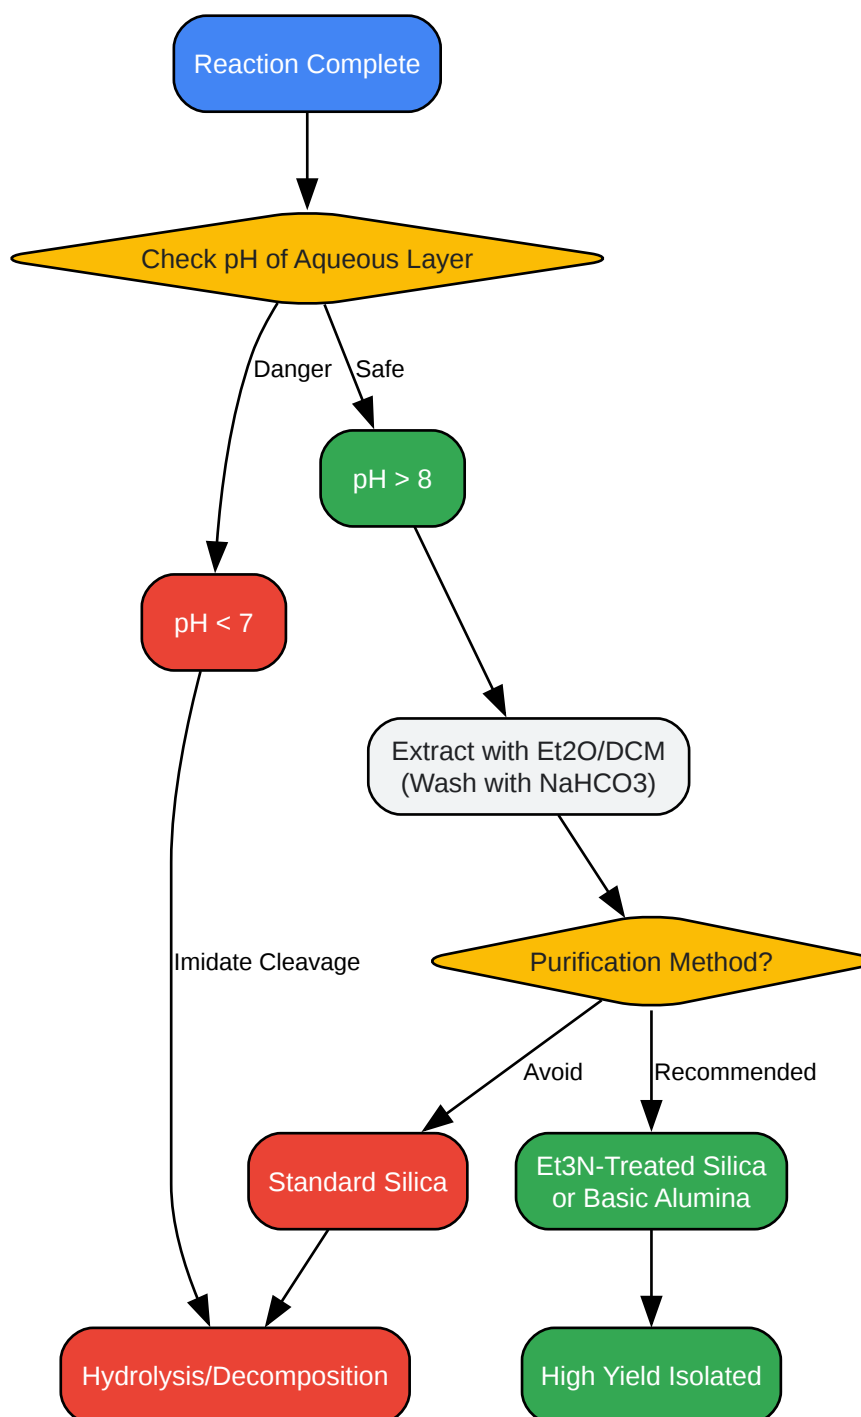 Reaction Complete
Check pH of Aqueous Layer
Danger
Safe
pH > 8
pH < 7
Extract with Et2O/DCM
(Wash with NaHCO3)
Imidate Cleavage
Purification Method?
Avoid
Recommended
Standard Silica
Et3N-Treated Silica
or Basic Alumina
Hydrolysis/Decomposition
High Yield Isolated